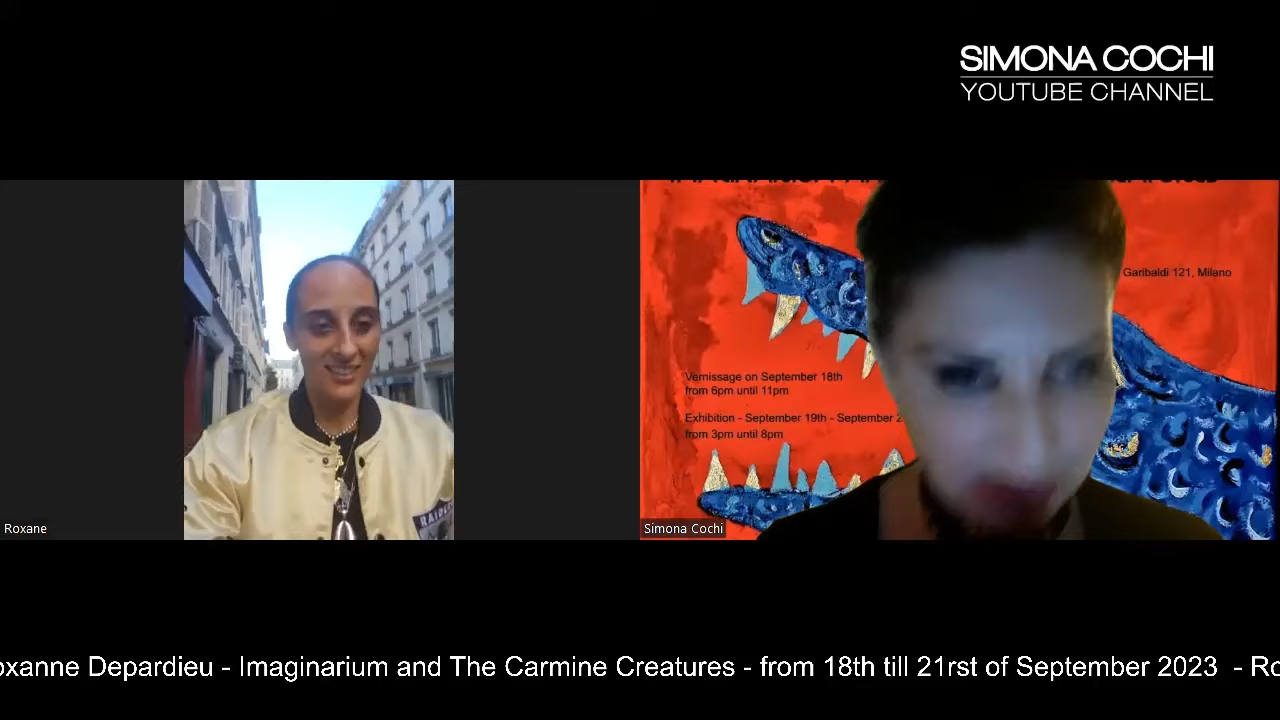 SIMONA COCHI
YOUTUBE CHANNEL
Garibaldi 121, Milano
Vernissage on September 18th
from 6pm until 11pm
Exhibition - September 19th - September 2
from 3pm until 8pm
RAIDE
Roxane
Simona Cochi
oxanne Depardieu - Imaginarium and The Carmine Creatures - from 18th till 21rst of September 2023 - Ro